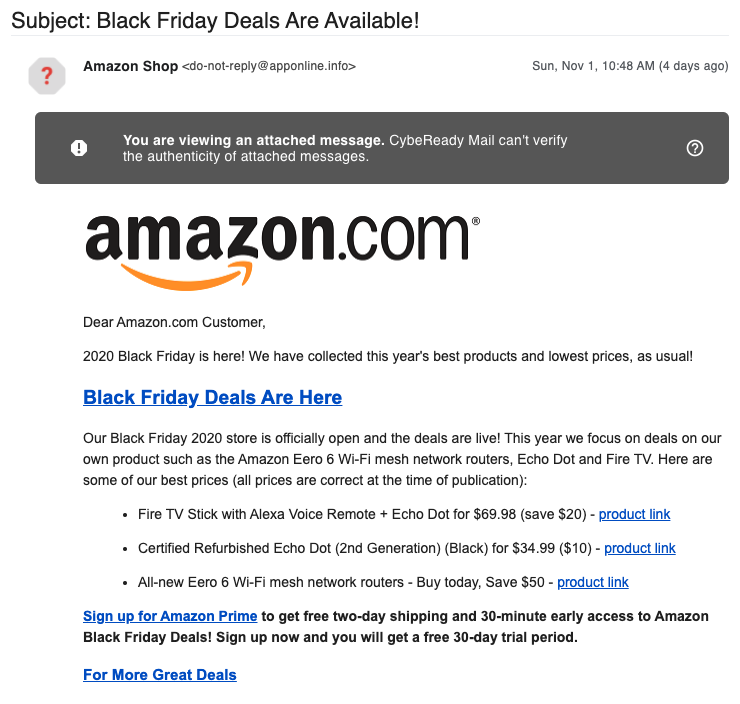 Subject: Black Friday Deals Are Available!
Amazon Shop <do-not-reply@apponline.info>
Sun, Nov 1, 10:48 AM (4 days ago)
You are viewing an attached message. CybeReady Mail can't verify
the authenticity of attached messages.
amazon.com®
Dear Amazon.com Customer,
2020 Black Friday is here! We have collected this year's best products and lowest prices, as usual!
Black Friday Deals Are Here
Our Black Friday 2020 store is officially open and the deals are live! This year we focus on deals on our
own product such as the Amazon Eero 6 Wi-Fi mesh network routers, Echo Dot and Fire TV. Here are
some of our best prices (all prices are correct at the time of publication):
• Fire TV Stick with Alexa Voice Remote + Echo Dot for $69.98 (save $20) - product link
• Certified Refurbished Echo Dot (2nd Generation) (Black) for $34.99 ($10) - product link
• All-new Eero 6 Wi-Fi mesh network routers - Buy today, Save $50 - product link
Sign up for Amazon Prime to get free two-day shipping and 30-minute early access to Amazon
Black Friday Deals! Sign up now and you will get a free 30-day trial period.
For More Great Deals